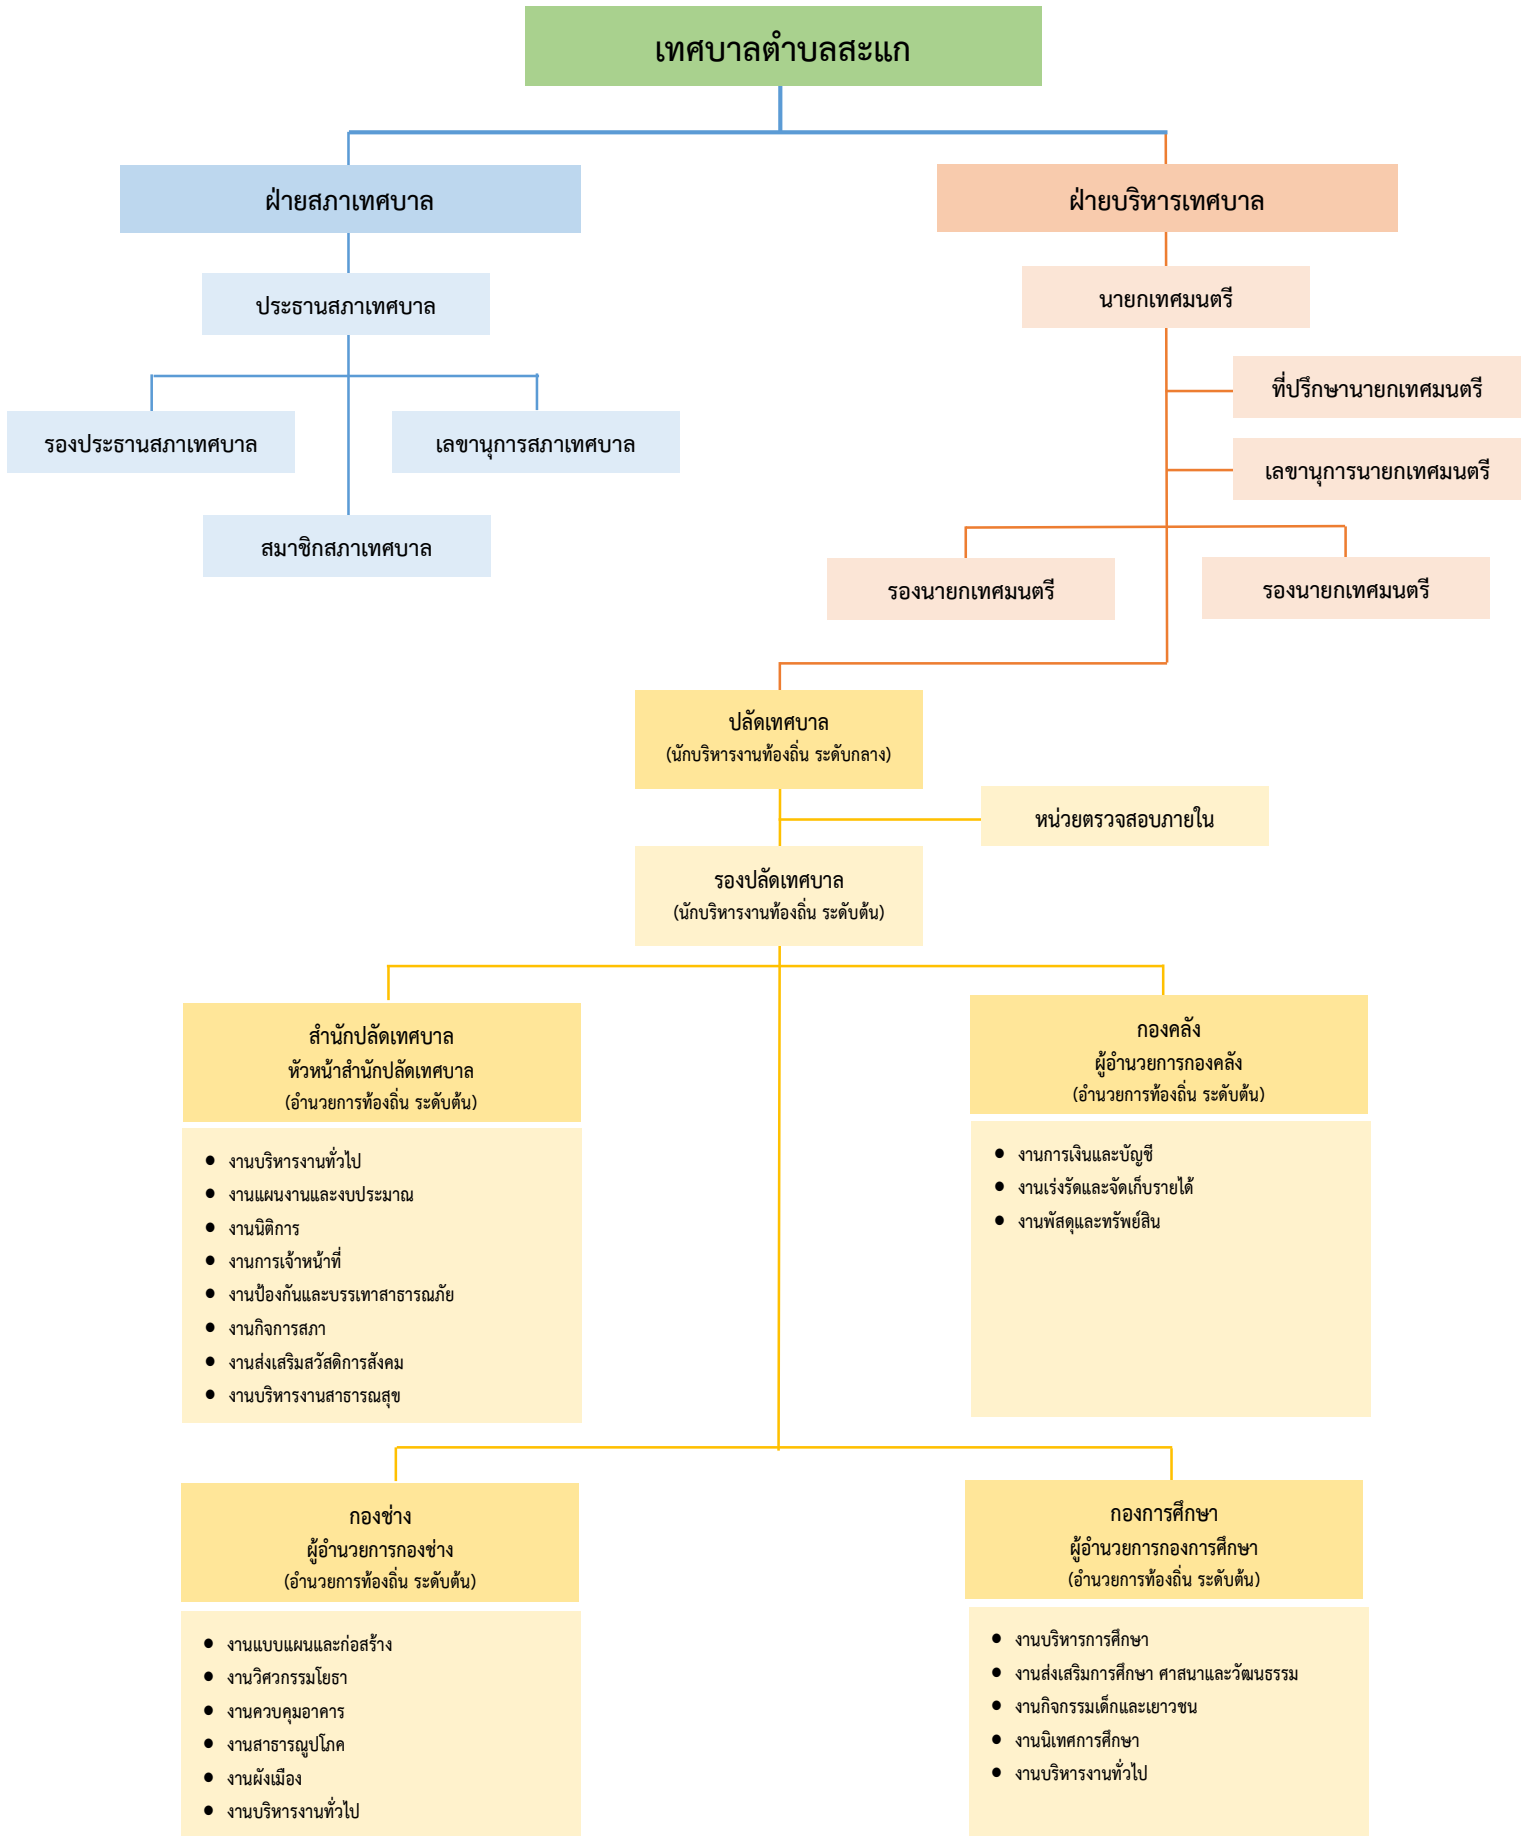 เทศบาลตำบลสะแก
ฝ่ายสภาเทศบาล
ฝ่ายบริหารเทศบาล
ประธานสภาเทศบาล
นายกเทศมนตรี
ที่ปรึกษานายกเทศมนตรี
รองประธานสภาเทศบาล
เลขานุการสภาเทศบาล
เลขานุการนายกเทศมนตรี
สมาชิกสภาเทศบาล
รองนายกเทศมนตรี
รองนายกเทศมนตรี
ปลัดเทศบาล
(นักบริหารงานท้องถิ่น ระดับกลาง)
หน่วยตรวจสอบภายใน
รองปลัดเทศบาล
(นักบริหารงานท้องถิ่น ระดับต้น)
สำนักปลัดเทศบาล
หัวหน้าสำนักปลัดเทศบาล
(อำนวยการท้องถิ่น ระดับต้น)
• งานบริหารงานทั่วไป
• งานแผนงานและงบประมาณ
• งานนิติการ
• งานการเจ้าหน้าที่
• งานป้องกันและบรรเทาสาธารณภัย
• งานกิจการสภา
• งานส่งเสริมสวัสดิการสังคม
• งานบริหารงานสาธารณสุข
กองคลัง
ผู้อำนวยการกองคลัง
(อำนวยการท้องถิ่น ระดับต้น)
• งานการเงินและบัญชี
• งานเร่งรัดและจัดเก็บรายได้
• งานพัสดุและทรัพย์สิน
กองช่าง
ผู้อำนวยการกองช่าง
(อำนวยการท้องถิ่น ระดับต้น)
• งานแบบแผนและก่อสร้าง
• งานวิศวกรรมโยธา
• งานควบคุมอาคาร
• งานสาธารณูปโภค
• งานผังเมือง
• งานบริหารงานทั่วไป
กองการศึกษา
ผู้อำนวยการกองการศึกษา
(อำนวยการท้องถิ่น ระดับต้น)
• งานบริหารการศึกษา
• งานส่งเสริมการศึกษา ศาสนาและวัฒนธรรม
• งานกิจกรรมเด็กและเยาวชน
• งานนิเทศการศึกษา
• งานบริหารงานทั่วไป